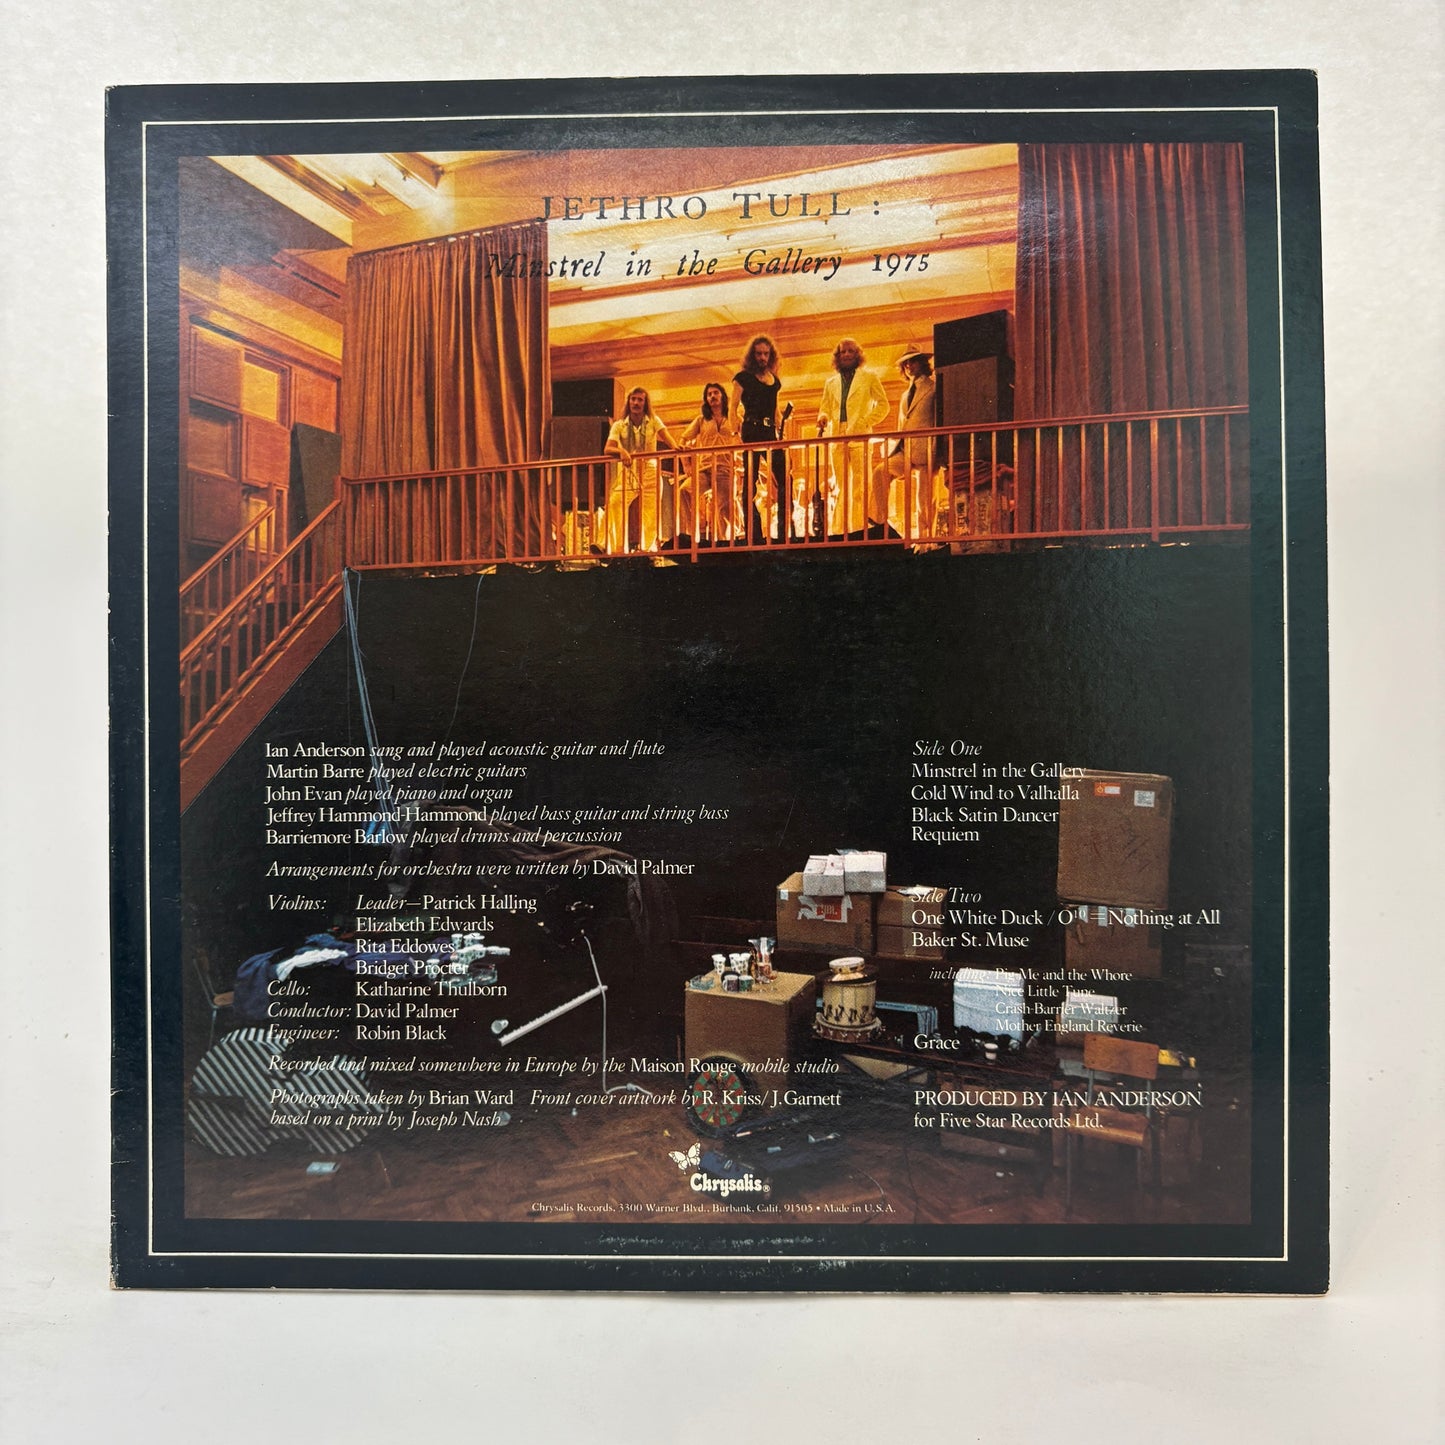 JETHRO TULL :
Minstrel in the Gallery 1975
Ian Anderson sang and played acoustic guitar and flute
Martin Barre played electric guitars
John Evan played piano and organ
Jeffrey Hammond-Hammond played bass guitar and string bass
Barriemore Barlow played drums and percussion
Arrangements for orchestra were written by David Palmer
Violins: Leader—Patrick Halling
Elizabeth Edwards
Rita Eddowes
Bridget Procter
Cello: Katharine Thulborn
Conductor: David Palmer
Engineer: Robin Black
Recorded and mixed somewhere in Europe by the Maison Rouge mobile studio
Photographs taken by Brian Ward Front cover artwork by R. Kriss/J.Garnett
based on a print by Joseph Nash
Side One
Minstrel in the Gallery
Cold Wind to Valhalla
Black Satin Dancer
Requiem
Side Two
One White Duck / O¹⁰ = Nothing at All
Baker St. Muse
including: Pig-Me and the Whore
Nice Little Tune
Crash-Barrier Waltzer
Mother England Reverie
Grace
PRODUCED BY IAN ANDERSON
for Five Star Records Ltd.
JBL
Chrysalis®
Chrysalis Records, 3300 Warner Blvd., Burbank, Calif. 91505 • Made in U.S.A.